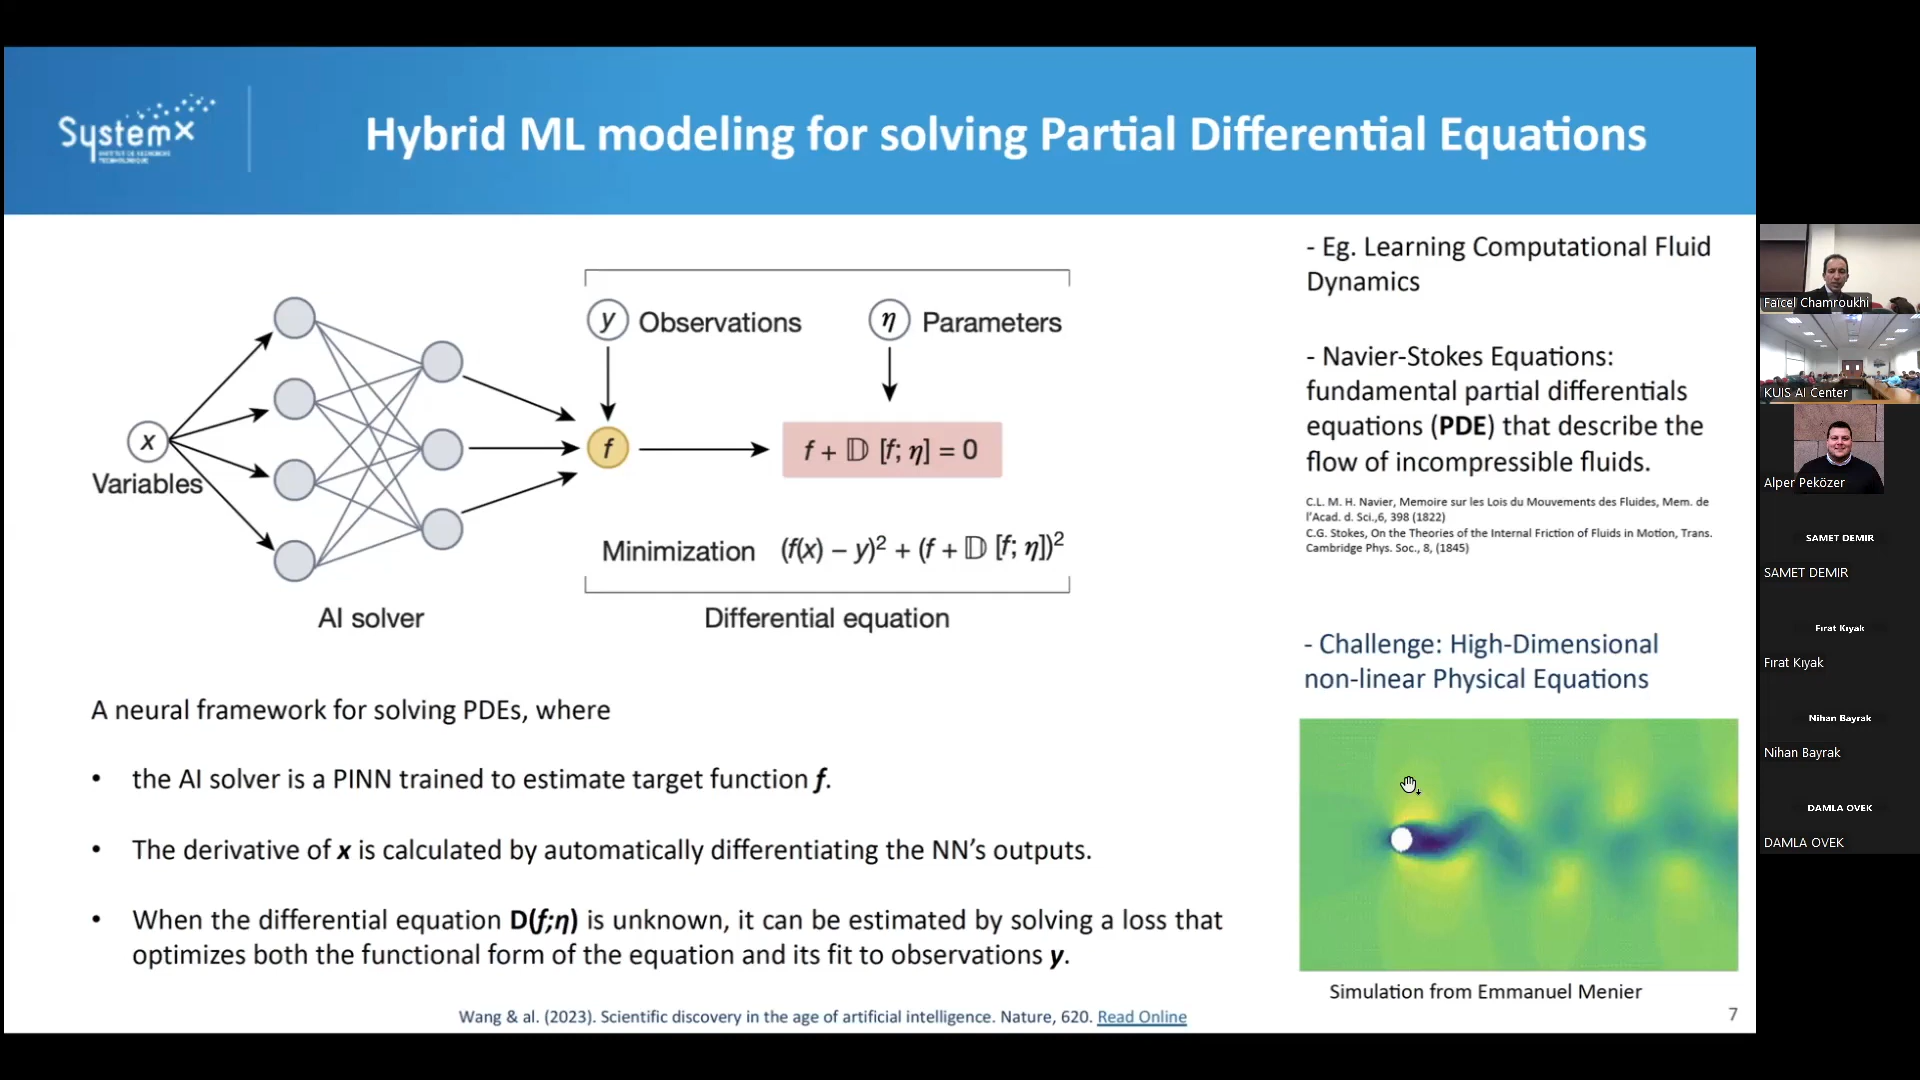 SystemX
INSTITUT DE RECHERCHE
TECHNOLOGIQUE
Hybrid ML modeling for solving Partial Differential Equations
y Observations
η Parameters
x
Variables
f
f + 𝔻 [f; η] = 0
Minimization (f(x) – y)² + (f + 𝔻 [f; η])²
AI solver
Differential equation
A neural framework for solving PDEs, where
• the AI solver is a PINN trained to estimate target function f.
• The derivative of x is calculated by automatically differentiating the NN's outputs.
• When the differential equation D(f;η) is unknown, it can be estimated by solving a loss that
optimizes both the functional form of the equation and its fit to observations y.
Wang & al. (2023). Scientific discovery in the age of artificial intelligence. Nature, 620. Read Online
- Eg. Learning Computational Fluid
Dynamics
- Navier-Stokes Equations:
fundamental partial differentials
equations (PDE) that describe the
flow of incompressible fluids.
C.L. M. H. Navier, Memoire sur les Lois du Mouvements des Fluides, Mem. de
l'Acad. d. Sci.,6, 398 (1822)
C.G. Stokes, On the Theories of the Internal Friction of Fluids in Motion, Trans.
Cambridge Phys. Soc., 8, (1845)
- Challenge: High-Dimensional
non-linear Physical Equations
Simulation from Emmanuel Menier
7
Faïcel Chamroukhi
KUIS AI Center
Alper Peközer
SAMET DEMIR
SAMET DEMIR
Fırat Kıyak
Fırat Kıyak
Nihan Bayrak
Nihan Bayrak
DAMLA OVEK
DAMLA OVEK